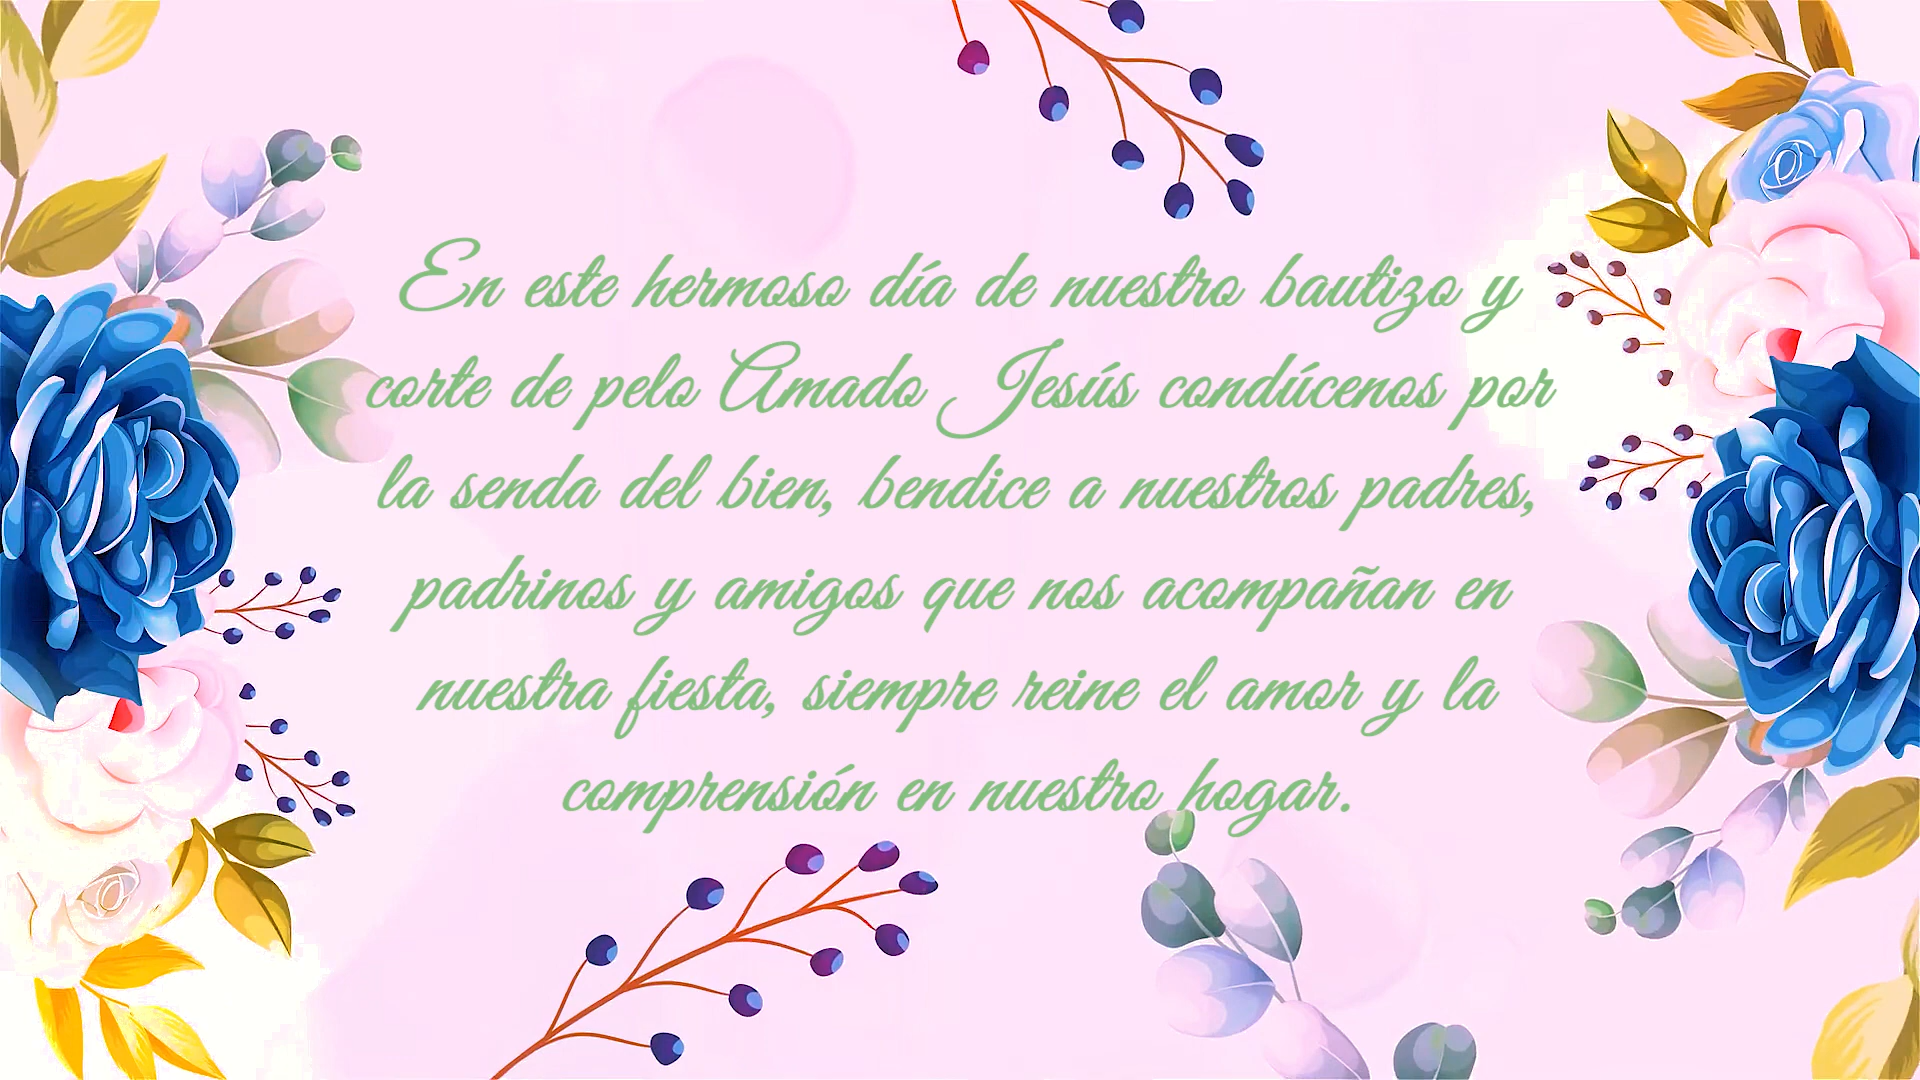 En este hermoso día de nuestro bautizo y
corte de pelo Amado Jesús condúcenos por
la senda del bien, bendice a nuestros padres,
padrinos y amigos que nos acompañan en
nuestra fiesta, siempre reine el amor y la
comprensión en nuestro hogar.